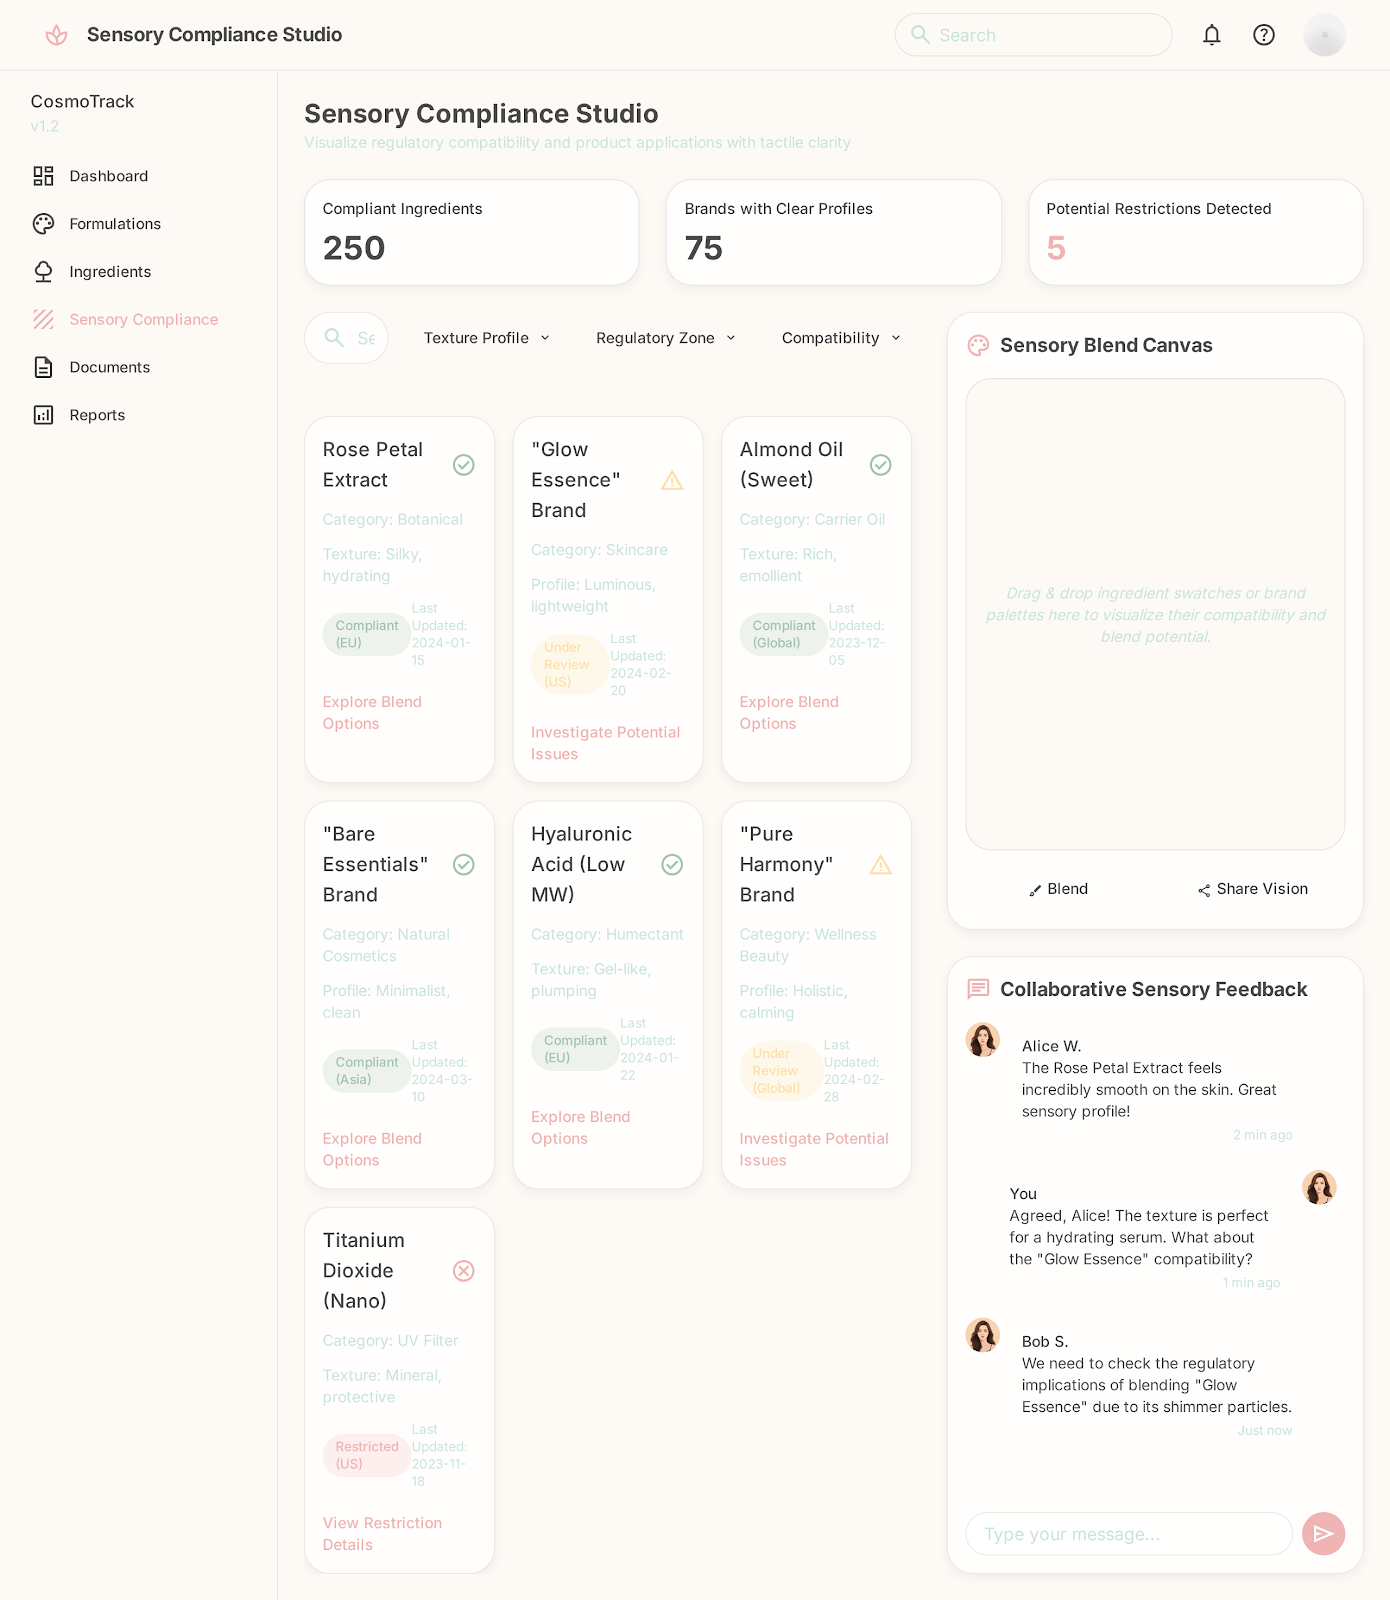 Sensory Compliance Studio
Search
CosmoTrack
v1.2
Dashboard
Formulations
Ingredients
Sensory Compliance
Documents
Reports
Sensory Compliance Studio
Visualize regulatory compatibility and product applications with tactile clarity
Compliant Ingredients
250
Brands with Clear Profiles
75
Potential Restrictions Detected
5
Se
Texture Profile
Regulatory Zone
Compatibility
Rose Petal
Extract
Category: Botanical
Texture: Silky,
hydrating
Compliant
(EU)
Last
Updated:
2024-01-
15
Explore Blend
Options
"Glow
Essence"
Brand
Category: Skincare
Profile: Luminous,
lightweight
Under
Review
(US)
Last
Updated:
2024-02-
20
Investigate Potential
Issues
Almond Oil
(Sweet)
Category: Carrier Oil
Texture: Rich,
emollient
Compliant
(Global)
Last
Updated:
2023-12-
05
Explore Blend
Options
"Bare
Essentials"
Brand
Category: Natural
Cosmetics
Profile: Minimalist,
clean
Compliant
(Asia)
Last
Updated:
2024-03-
10
Explore Blend
Options
Hyaluronic
Acid (Low
MW)
Category: Humectant
Texture: Gel-like,
plumping
Compliant
(EU)
Last
Updated:
2024-01-
22
Explore Blend
Options
"Pure
Harmony"
Brand
Category: Wellness
Beauty
Profile: Holistic,
calming
Under
Review
(Global)
Last
Updated:
2024-02-
28
Investigate Potential
Issues
Titanium
Dioxide
(Nano)
Category: UV Filter
Texture: Mineral,
protective
Restricted
(US)
Last
Updated:
2023-11-
18
View Restriction
Details
Sensory Blend Canvas
Drag & drop ingredient swatches or brand
palettes here to visualize their compatibility and
blend potential.
Blend
Share Vision
Collaborative Sensory Feedback
Alice W.
The Rose Petal Extract feels
incredibly smooth on the skin. Great
sensory profile!
2 min ago
You
Agreed, Alice! The texture is perfect
for a hydrating serum. What about
the "Glow Essence" compatibility?
1 min ago
Bob S.
We need to check the regulatory
implications of blending "Glow
Essence" due to its shimmer particles.
Just now
Type your message...